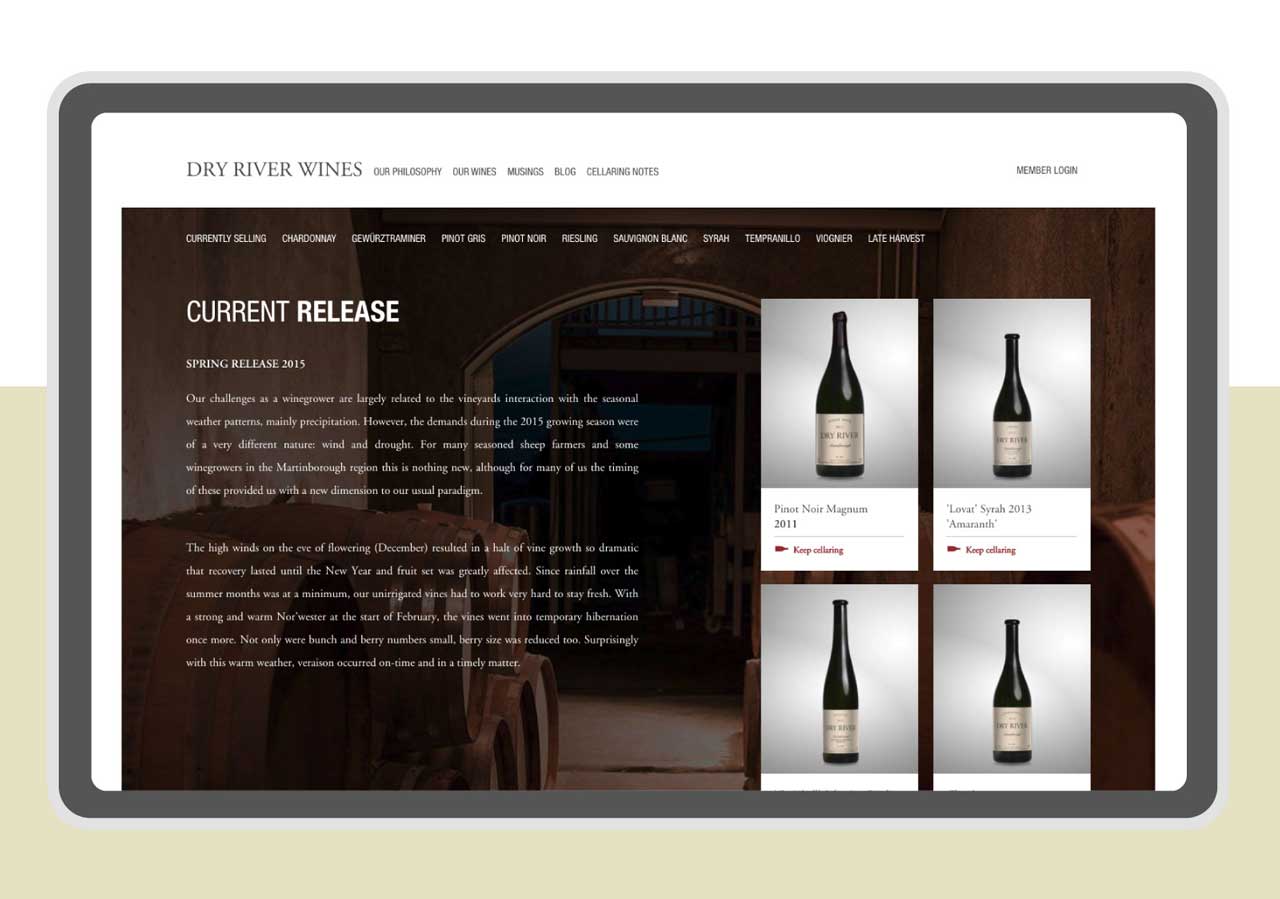 DRY RIVER WINES OUR PHILOSOPHY OUR WINES MUSINGS BLOG CELLARING NOTES MEMBER LOGIN
CURRENTLY SELLING CHARDONNAY GEWÜRZTRAMINER PINOT GRIS PINOT NOIR RIESLING SAUVIGNON BLANC SYRAH TEMPRANILLO VIOGNIER LATE HARVEST
CURRENT RELEASE
SPRING RELEASE 2015
Our challenges as a winegrower are largely related to the vineyards interaction with the seasonal
weather patterns, mainly precipitation. However, the demands during the 2015 growing season were
of a very different nature: wind and drought. For many seasoned sheep farmers and some
winegrowers in the Martinborough region this is nothing new, although for many of us the timing
of these provided us with a new dimension to our usual paradigm.
The high winds on the eve of flowering (December) resulted in a halt of vine growth so dramatic
that recovery lasted until the New Year and fruit set was greatly affected. Since rainfall over the
summer months was at a minimum, our unirrigated vines had to work very hard to stay fresh. With
a strong and warm Nor'wester at the start of February, the vines went into temporary hibernation
once more. Not only were bunch and berry numbers small, berry size was reduced too. Surprisingly
with this warm weather, veraison occurred on-time and in a timely matter.
DRY RIVER
Pinot Noir Magnum
2011
Keep cellaring
DRY RIVER
'Lovat' Syrah 2013
'Amaranth'
Keep cellaring
DRY RIVER
DRY RIVER